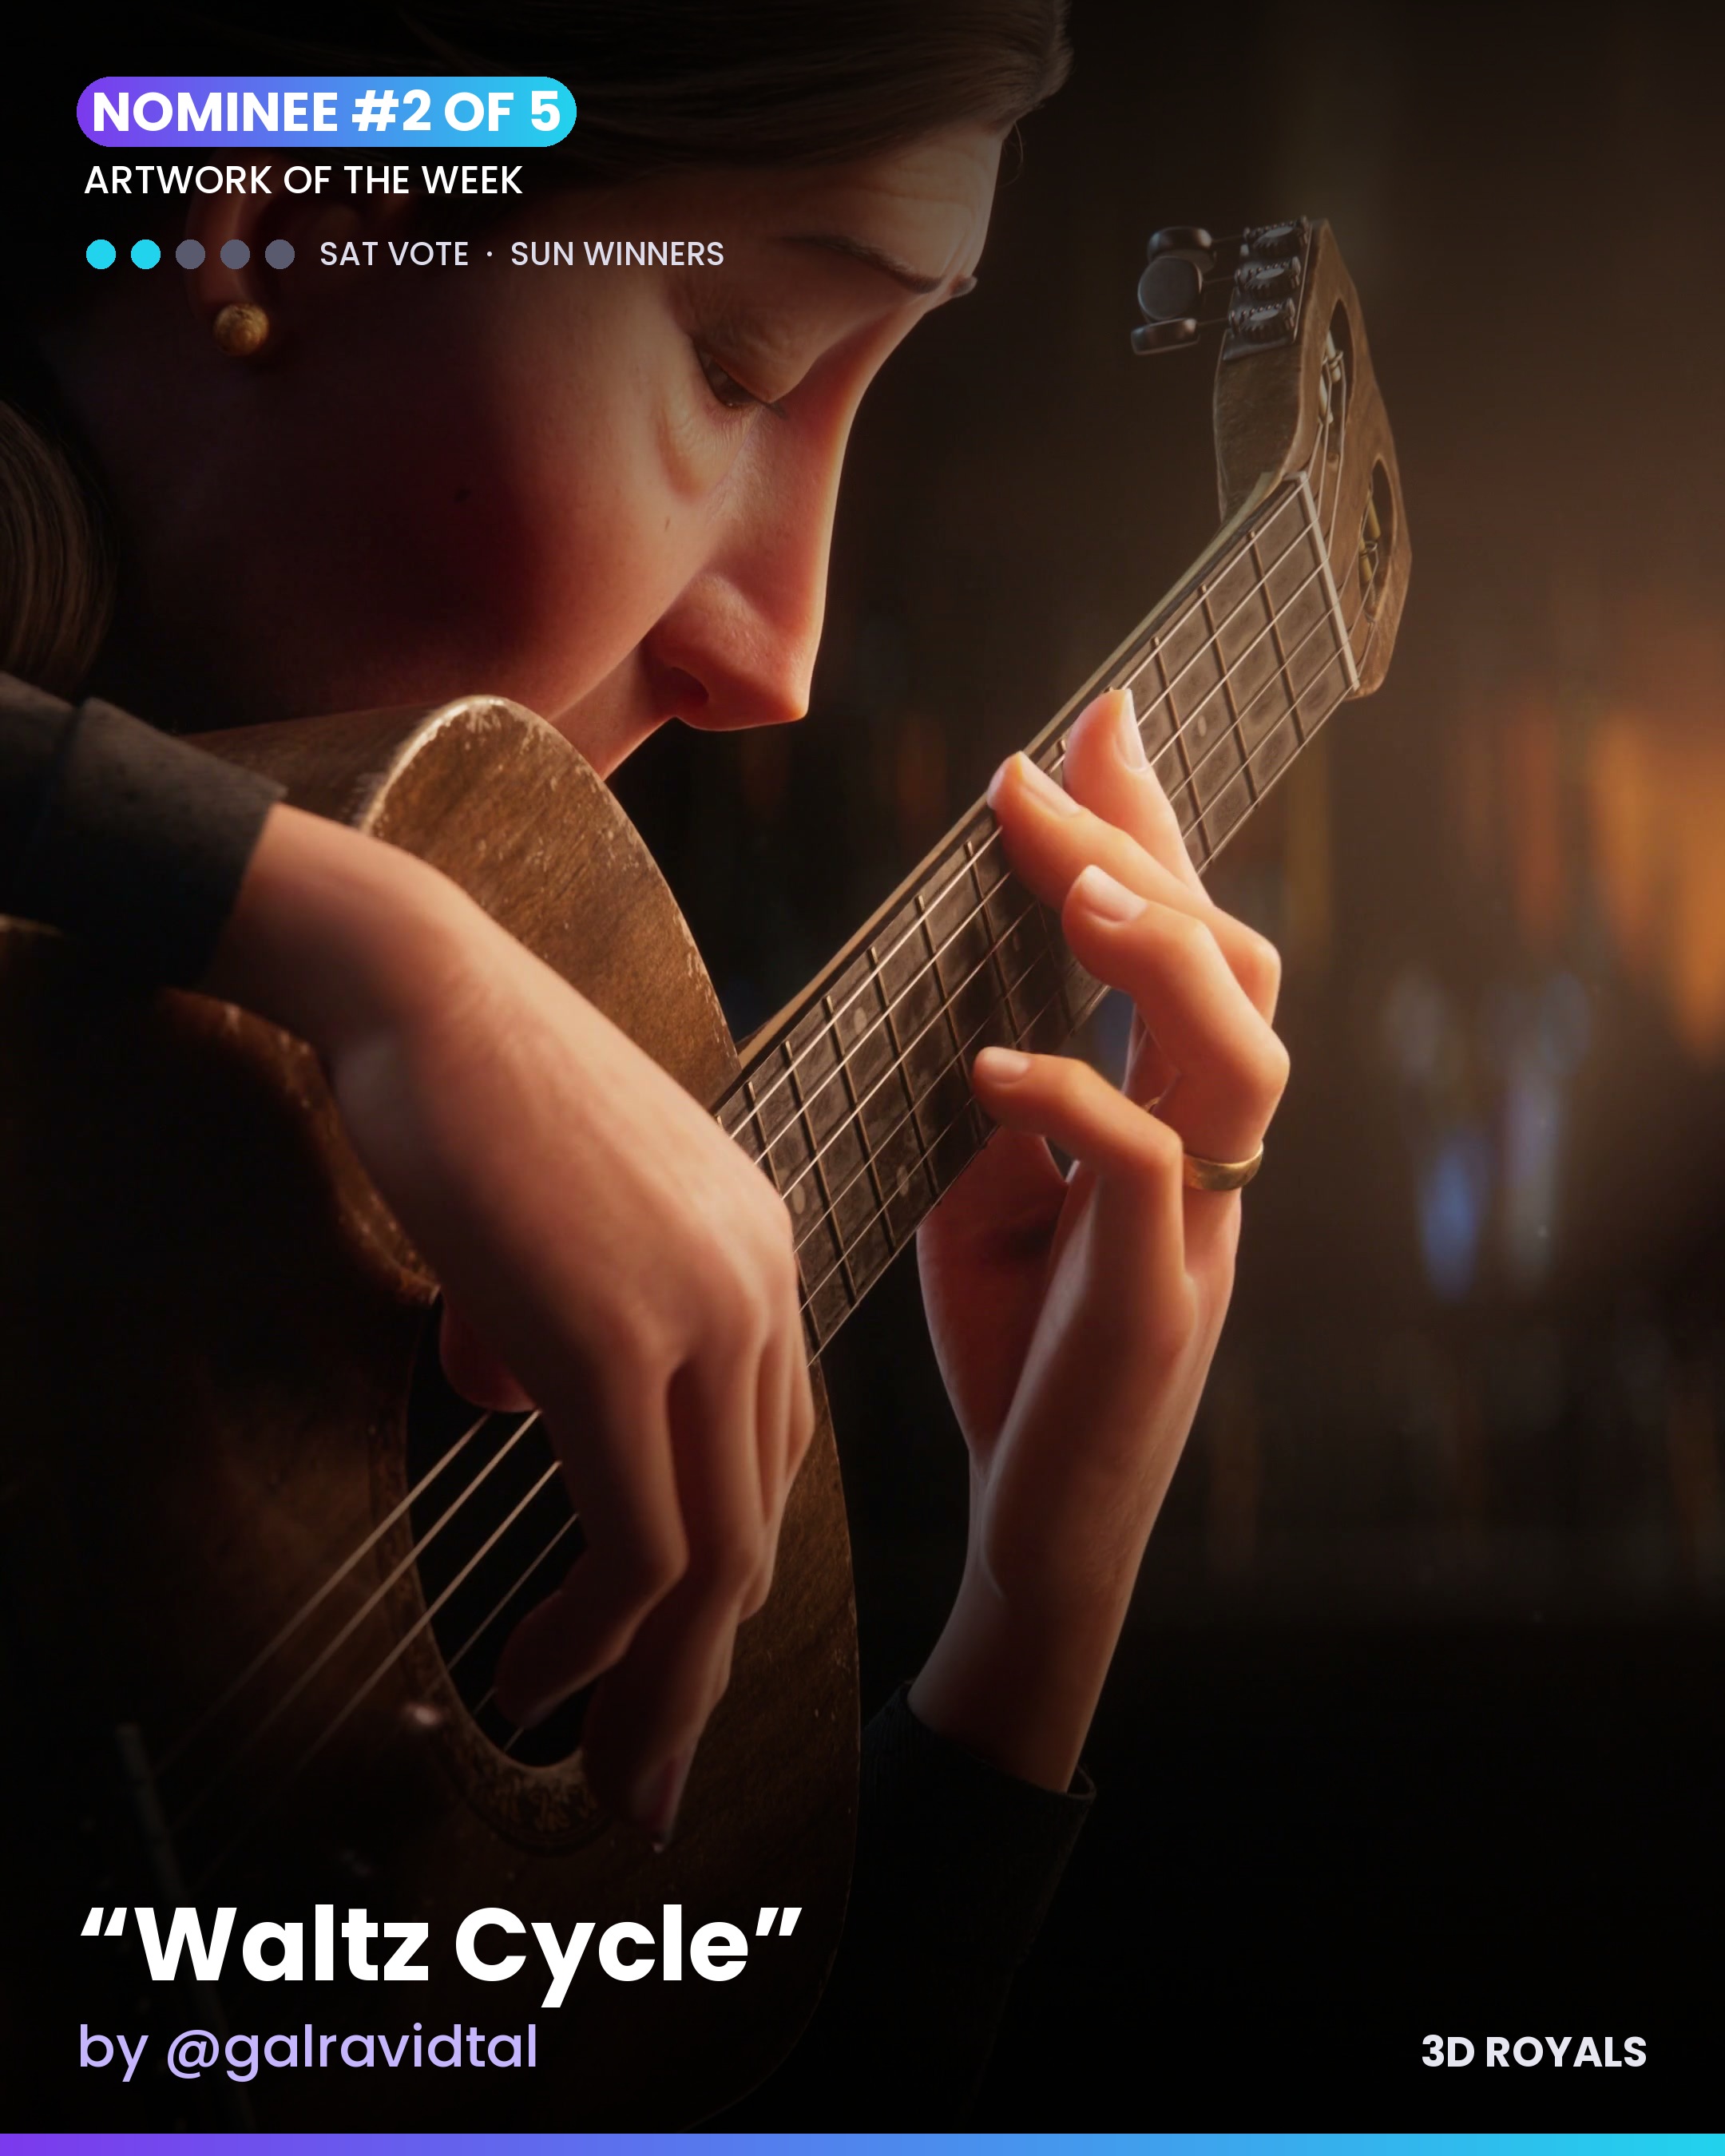 NOMINEE #2 OF 5
ARTWORK OF THE WEEK
SAT VOTE · SUN WINNERS
“Waltz Cycle”
by @galravidtal
3D ROYALS